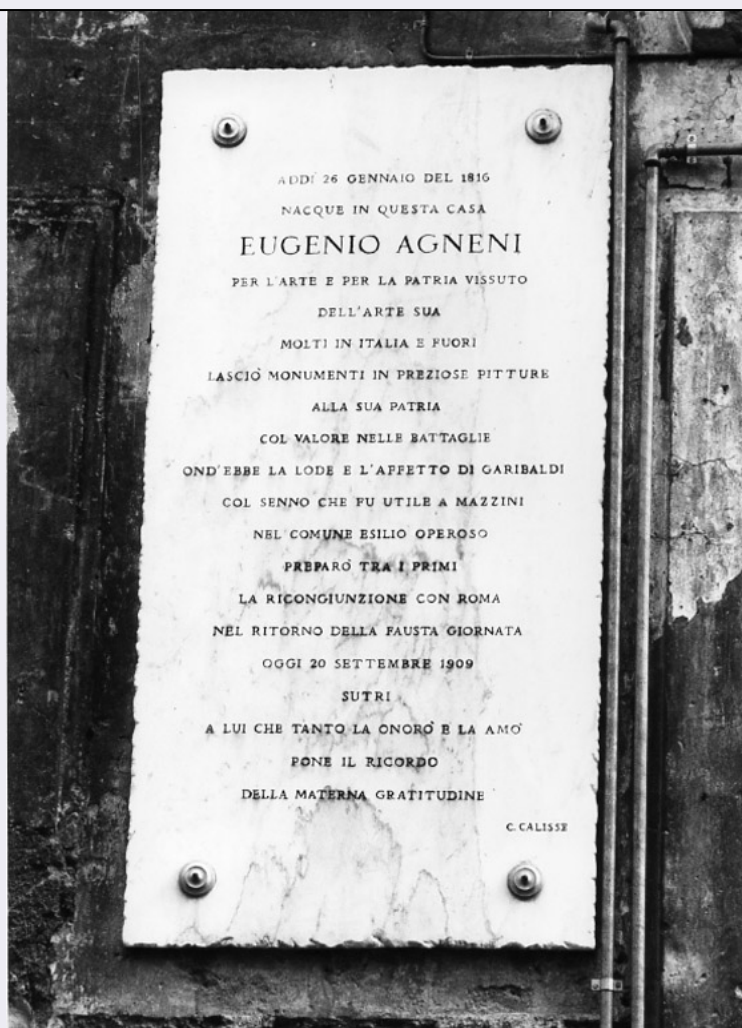 ADDÌ 26 GENNAIO DEL 1816
NACQUE IN QUESTA CASA
EUGENIO AGNENI
PER L'ARTE E PER LA PATRIA VISSUTO
DELL'ARTE SUA
MOLTI IN ITALIA E FUORI
LASCIÒ MONUMENTI IN PREZIOSE PITTURE
ALLA SUA PATRIA
COL VALORE NELLE BATTAGLIE
OND'EBBE LA LODE E L'AFFETTO DI GARIBALDI
COL SENNO CHE FU UTILE A MAZZINI
NEL COMUNE ESILIO OPEROSO
PREPARÒ TRA I PRIMI
LA RICONGIUNZIONE CON ROMA
NEL RITORNO DELLA FAUSTA GIORNATA
OGGI 20 SETTEMBRE 1909
SUTRI
A LUI CHE TANTO LA ONORÒ E LA AMÒ
PONE IL RICORDO
DELLA MATERNA GRATITUDINE
C. CALISSE